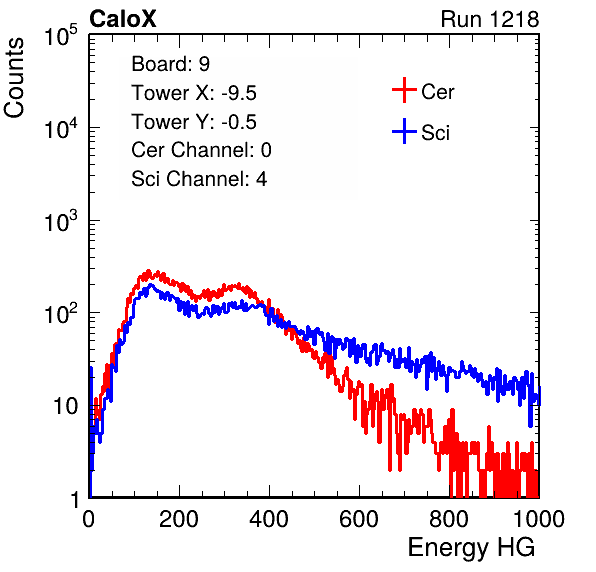 CaloX Run 1218
Counts
Board: 9
Tower X: -9.5
Tower Y: -0.5
Cer Channel: 0
Sci Channel: 4
Cer
Sci
10^5
10^4
10^3
10^2
10
1
0 200 400 600 800 1000
Energy HG